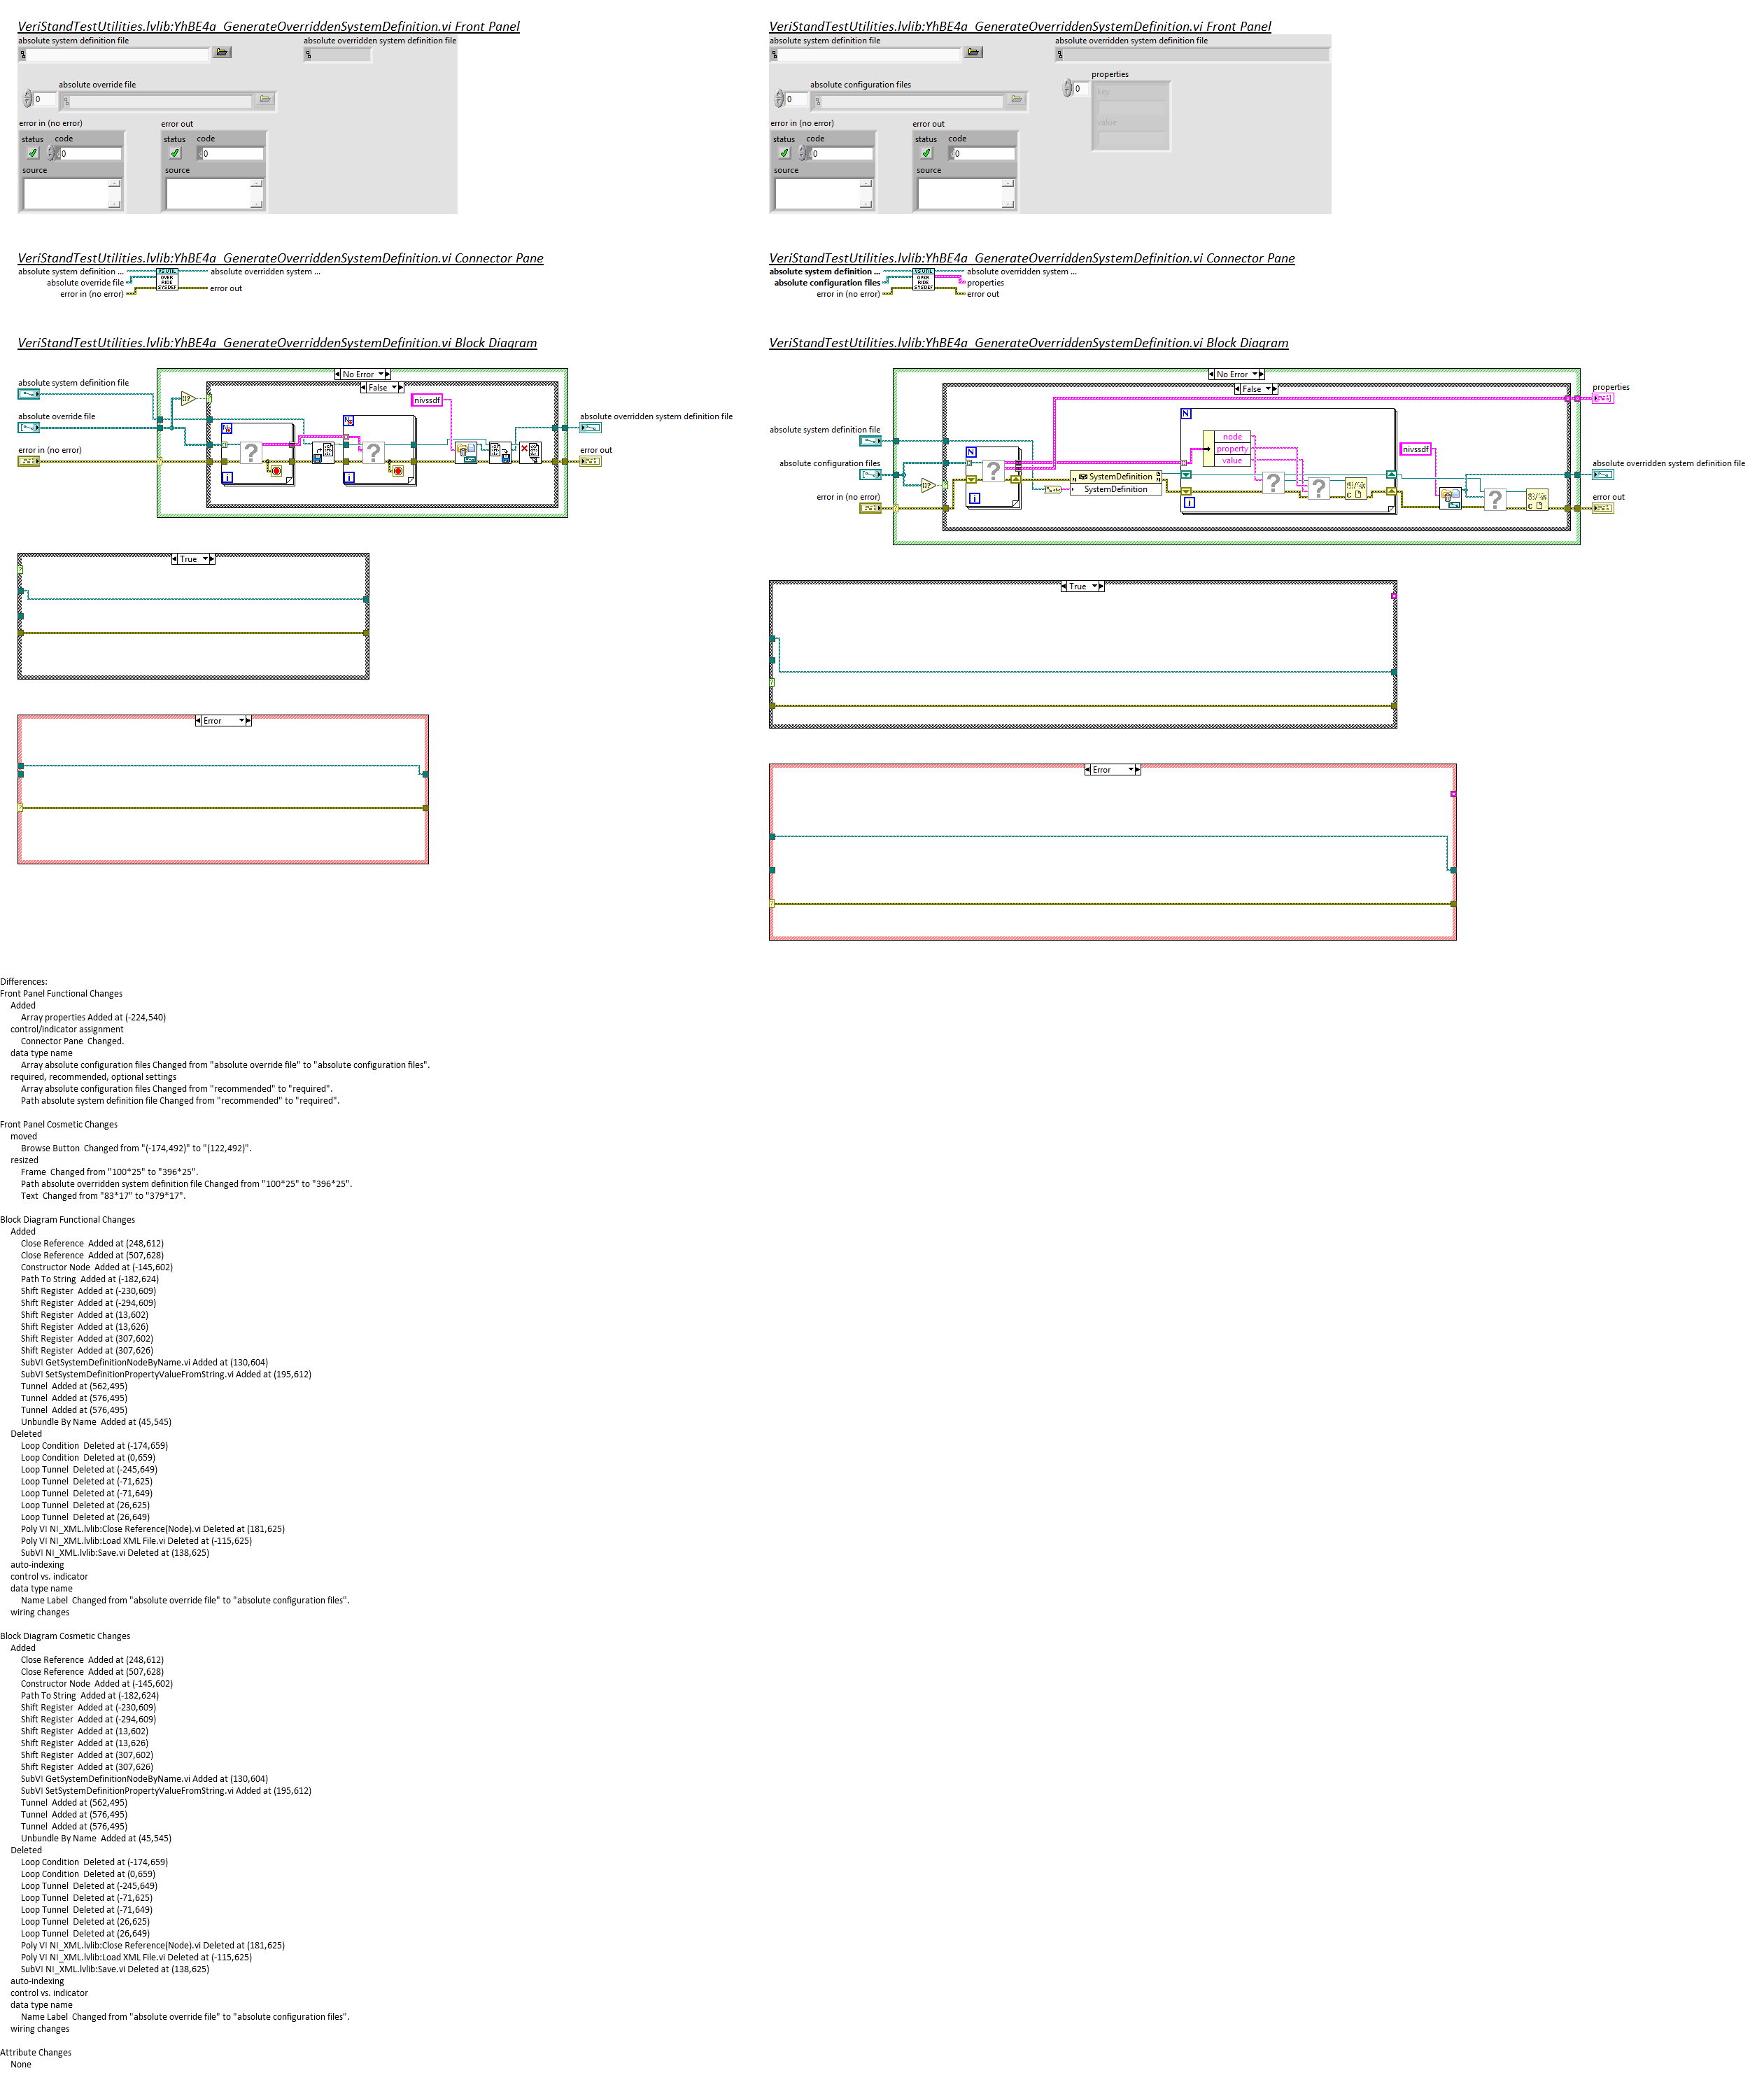 VeriStandTestUtilities.lvlib:YhBE4a_GenerateOverriddenSystemDefinition.vi Front Panel
absolute system definition file
absolute overridden system definition file
absolute override file
0
error in (no error)
error out
status
code
0
status
code
0
source
source
VeriStandTestUtilities.lvlib:YhBE4a_GenerateOverriddenSystemDefinition.vi Connector Pane
absolute system definition ...
absolute overridden system ...
absolute override file
VS UTIL
OVER
RIDE
SYSDEF
error out
error in (no error)
VeriStandTestUtilities.lvlib:YhBE4a_GenerateOverriddenSystemDefinition.vi Block Diagram
No Error
False
absolute system definition file
nivssdf
absolute override file
absolute overridden system definition file
error in (no error)
error out
N
i
N
i
True
Error
VeriStandTestUtilities.lvlib:YhBE4a_GenerateOverriddenSystemDefinition.vi Front Panel
absolute system definition file
absolute overridden system definition file
properties
absolute configuration files
0
0
key
value
error in (no error)
error out
status
code
0
status
code
0
source
source
VeriStandTestUtilities.lvlib:YhBE4a_GenerateOverriddenSystemDefinition.vi Connector Pane
absolute system definition ...
absolute overridden system ...
absolute configuration files
VS UTIL
OVER
RIDE
SYSDEF
properties
error in (no error)
error out
VeriStandTestUtilities.lvlib:YhBE4a_GenerateOverriddenSystemDefinition.vi Block Diagram
No Error
False
properties
N
absolute system definition file
node
property
value
nivssdf
absolute configuration files
N
SystemDefinition
SystemDefinition
absolute overridden system definition file
error in (no error)
i
i
error out
True
Error
Differences:
Front Panel Functional Changes
Added
Array properties Added at (-224,540)
control/indicator assignment
Connector Pane  Changed.
data type name
Array absolute configuration files Changed from "absolute override file" to "absolute configuration files".
required, recommended, optional settings
Array absolute configuration files Changed from "recommended" to "required".
Path absolute system definition file Changed from "recommended" to "required".
Front Panel Cosmetic Changes
moved
Browse Button  Changed from "(-174,492)" to "(122,492)".
resized
Frame  Changed from "100*25" to "396*25".
Path absolute overridden system definition file Changed from "100*25" to "396*25".
Text  Changed from "83*17" to "379*17".
Block Diagram Functional Changes
Added
Close Reference  Added at (248,612)
Close Reference  Added at (507,628)
Constructor Node  Added at (-145,602)
Path To String  Added at (-182,624)
Shift Register  Added at (-230,609)
Shift Register  Added at (-294,609)
Shift Register  Added at (13,602)
Shift Register  Added at (13,626)
Shift Register  Added at (307,602)
Shift Register  Added at (307,626)
SubVI GetSystemDefinitionNodeByName.vi Added at (130,604)
SubVI SetSystemDefinitionPropertyValueFromString.vi Added at (195,612)
Tunnel  Added at (562,495)
Tunnel  Added at (576,495)
Tunnel  Added at (576,495)
Unbundle By Name  Added at (45,545)
Deleted
Loop Condition  Deleted at (-174,659)
Loop Condition  Deleted at (0,659)
Loop Tunnel  Deleted at (-245,649)
Loop Tunnel  Deleted at (-71,625)
Loop Tunnel  Deleted at (-71,649)
Loop Tunnel  Deleted at (26,625)
Loop Tunnel  Deleted at (26,649)
Poly VI NI_XML.lvlib:Close Reference(Node).vi Deleted at (181,625)
Poly VI NI_XML.lvlib:Load XML File.vi Deleted at (-115,625)
SubVI NI_XML.lvlib:Save.vi Deleted at (138,625)
auto-indexing
control vs. indicator
data type name
Name Label  Changed from "absolute override file" to "absolute configuration files".
wiring changes
Block Diagram Cosmetic Changes
Added
Close Reference  Added at (248,612)
Close Reference  Added at (507,628)
Constructor Node  Added at (-145,602)
Path To String  Added at (-182,624)
Shift Register  Added at (-230,609)
Shift Register  Added at (-294,609)
Shift Register  Added at (13,602)
Shift Register  Added at (13,626)
Shift Register  Added at (307,602)
Shift Register  Added at (307,626)
SubVI GetSystemDefinitionNodeByName.vi Added at (130,604)
SubVI SetSystemDefinitionPropertyValueFromString.vi Added at (195,612)
Tunnel  Added at (562,495)
Tunnel  Added at (576,495)
Tunnel  Added at (576,495)
Unbundle By Name  Added at (45,545)
Deleted
Loop Condition  Deleted at (-174,659)
Loop Condition  Deleted at (0,659)
Loop Tunnel  Deleted at (-245,649)
Loop Tunnel  Deleted at (-71,625)
Loop Tunnel  Deleted at (-71,649)
Loop Tunnel  Deleted at (26,625)
Loop Tunnel  Deleted at (26,649)
Poly VI NI_XML.lvlib:Close Reference(Node).vi Deleted at (181,625)
Poly VI NI_XML.lvlib:Load XML File.vi Deleted at (-115,625)
SubVI NI_XML.lvlib:Save.vi Deleted at (138,625)
auto-indexing
control vs. indicator
data type name
Name Label  Changed from "absolute override file" to "absolute configuration files".
wiring changes
Attribute Changes
None